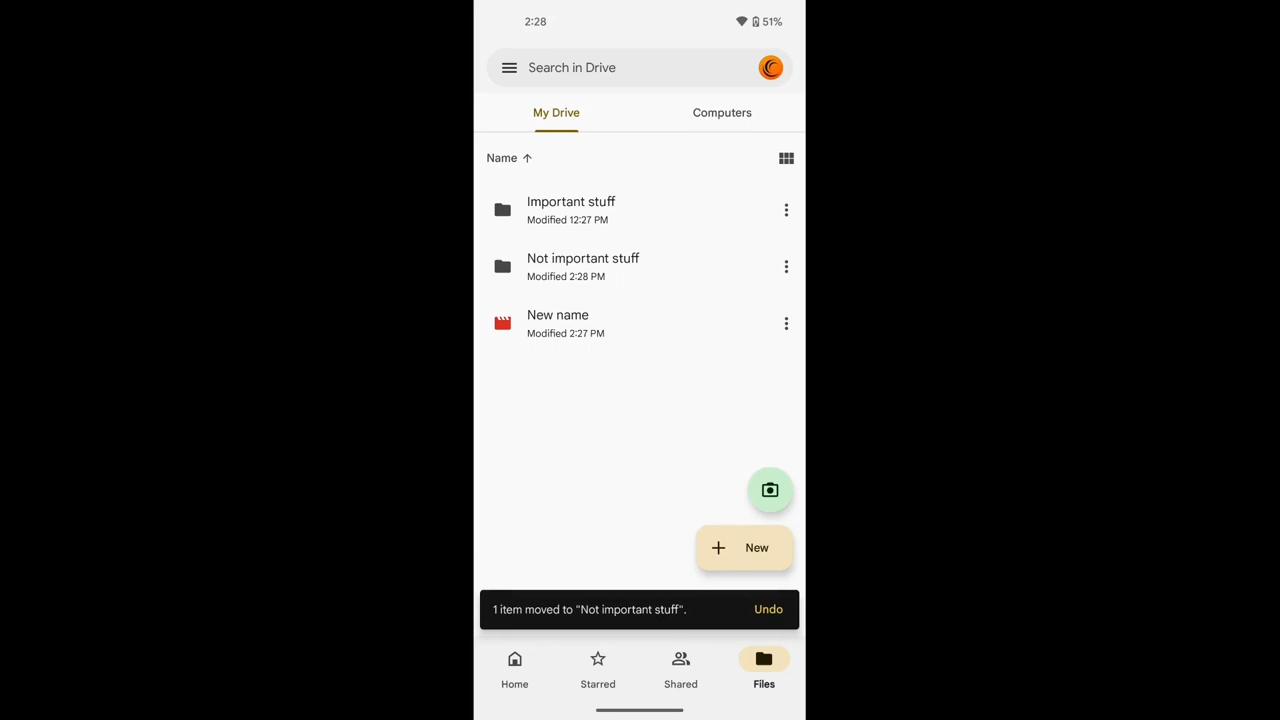 2:28
51%
Search in Drive
My Drive
Computers
Name
Important stuff
Modified 12:27 PM
Not important stuff
Modified 2:28 PM
New name
Modified 2:27 PM
New
1 item moved to "Not important stuff".
Undo
Home
Starred
Shared
Files